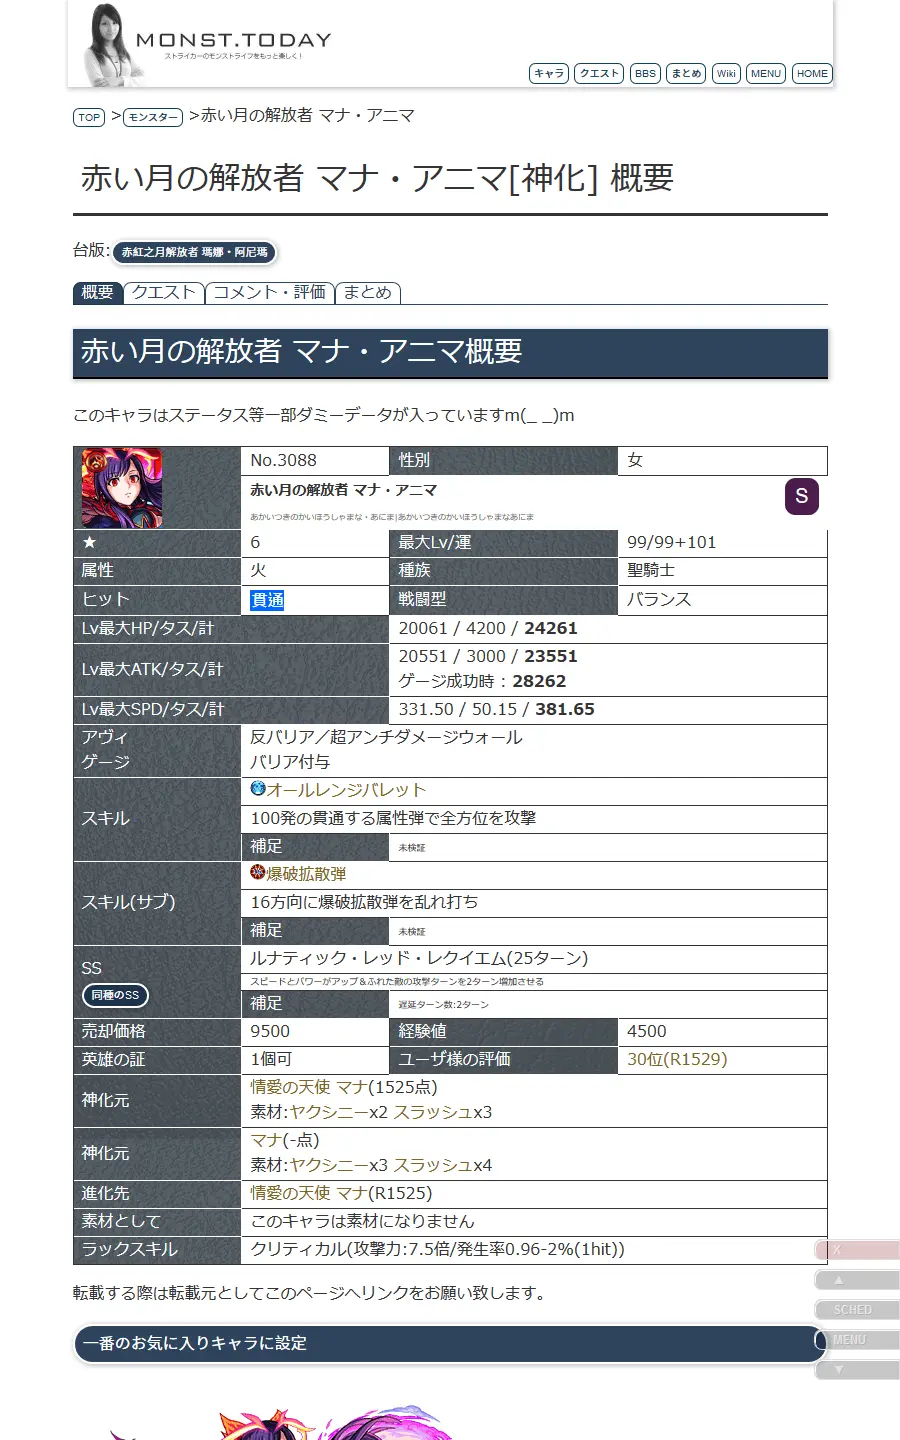 MONST.TODAY
ストライカーのモンストライフをもっと楽しく！
キャラ クエスト BBS まとめ Wiki MENU HOME
TOP >モンスター >赤い月の解放者 マナ・アニマ
赤い月の解放者 マナ・アニマ[神化] 概要
台版: 赤紅之月解放者 瑪娜・阿尼瑪
概要 クエスト コメント・評価 まとめ
赤い月の解放者 マナ・アニマ概要
このキャラはステータス等一部ダミーデータが入っていますm(_ _)m
No.3088 性別 女
赤い月の解放者 マナ・アニマ S
あかいつきのかいほうしゃまな・あにま|あかいつきのかいほうしゃまなあにま
★ 6 最大Lv/運 99/99+101
属性 火 種族 聖騎士
ヒット 貫通 戦闘型 バランス
Lv最大HP/タス/計 20061 / 4200 / 24261
Lv最大ATK/タス/計 20551 / 3000 / 23551
ゲージ成功時：28262
Lv最大SPD/タス/計 331.50 / 50.15 / 381.65
アヴィ 反バリア／超アンチダメージウォール
ゲージ バリア付与
スキル オールレンジバレット
100発の貫通する属性弾で全方位を攻撃
補足 未検証
スキル(サブ) 爆破拡散弾
16方向に爆破拡散弾を乱れ打ち
補足 未検証
SS ルナティック・レッド・レクイエム(25ターン)
同種のSS スピードとパワーがアップ＆ふれた敵の攻撃ターンを2ターン増加させる
補足 遅延ターン数:2ターン
売却価格 9500 経験値 4500
英雄の証 1個可 ユーザ様の評価 30位(R1529)
神化元 情愛の天使 マナ(1525点)
素材:ヤクシニーx2 スラッシュx3
神化元 マナ(-点)
素材:ヤクシニーx3 スラッシュx4
進化先 情愛の天使 マナ(R1525)
素材として このキャラは素材になりません
ラックスキル クリティカル(攻撃力:7.5倍/発生率0.96-2%(1hit))
X
▲
転載する際は転載元としてこのページへリンクをお願い致します。
SCHED
一番のお気に入りキャラに設定
MENU
▼